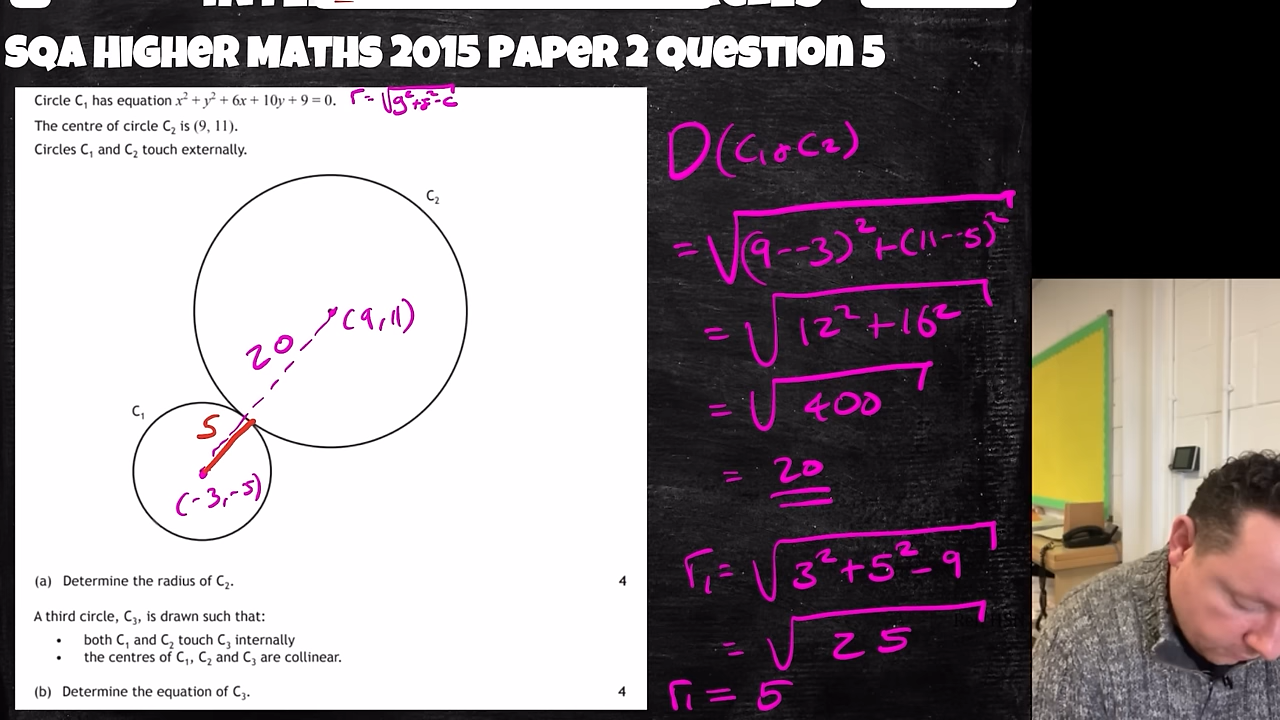 SQA HIGHER MATHS 2015 PAPER 2 QUESTION 5
Circle C₁ has equation x² + y² + 6x + 10y + 9 = 0. r = √g²+f²-c
The centre of circle C₂ is (9, 11).
Circles C₁ and C₂ touch externally.
C₂
(9,11)
20
C₁
5
(-3,-5)
(a) Determine the radius of C₂. 4
A third circle, C₃, is drawn such that:
• both C₁ and C₂ touch C₃ internally
• the centres of C₁, C₂ and C₃ are collinear.
(b) Determine the equation of C₃. 4
D(C₁ to C₂)
= √(9--3)²+(11--5)²
= √12²+16²
= √400
= 20
r₁ = √3²+5²-9
= √25
r₁ = 5